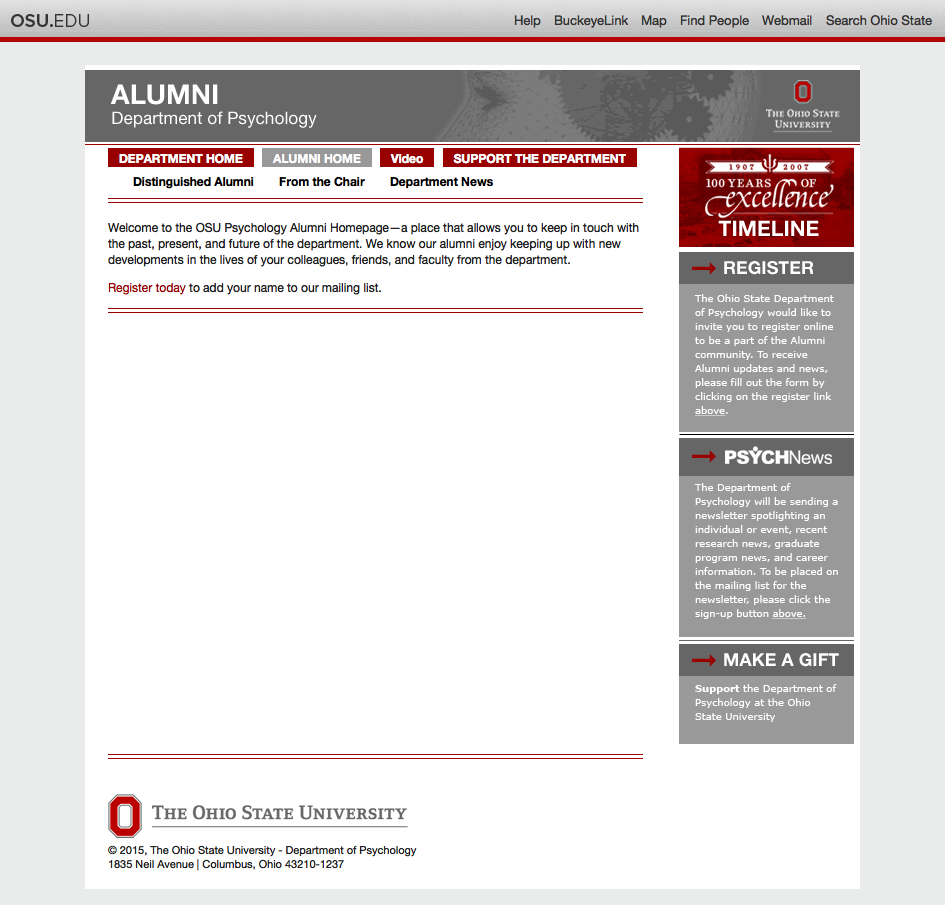 OSU.EDU
Help BuckeyeLink Map Find People Webmail Search Ohio State
ALUMNI
Department of Psychology
THE OHIO STATE
UNIVERSITY
DEPARTMENT HOME ALUMNI HOME Video SUPPORT THE DEPARTMENT
Distinguished Alumni From the Chair Department News
Welcome to the OSU Psychology Alumni Homepage—a place that allows you to keep in touch with
the past, present, and future of the department. We know our alumni enjoy keeping up with new
developments in the lives of your colleagues, friends, and faculty from the department.
Register today to add your name to our mailing list.
1907 2007
100 YEARS OF
excellence
TIMELINE
REGISTER
The Ohio State Department
of Psychology would like to
invite you to register online
to be a part of the Alumni
community. To receive
Alumni updates and news,
please fill out the form by
clicking on the register link
above.
PSYCHNews
The Department of
Psychology will be sending a
newsletter spotlighting an
individual or event, recent
research news, graduate
program news, and career
information. To be placed on
the mailing list for the
newsletter, please click the
sign-up button above.
MAKE A GIFT
Support the Department of
Psychology at the Ohio
State University
THE OHIO STATE UNIVERSITY
© 2015, The Ohio State University - Department of Psychology
1835 Neil Avenue | Columbus, Ohio 43210-1237